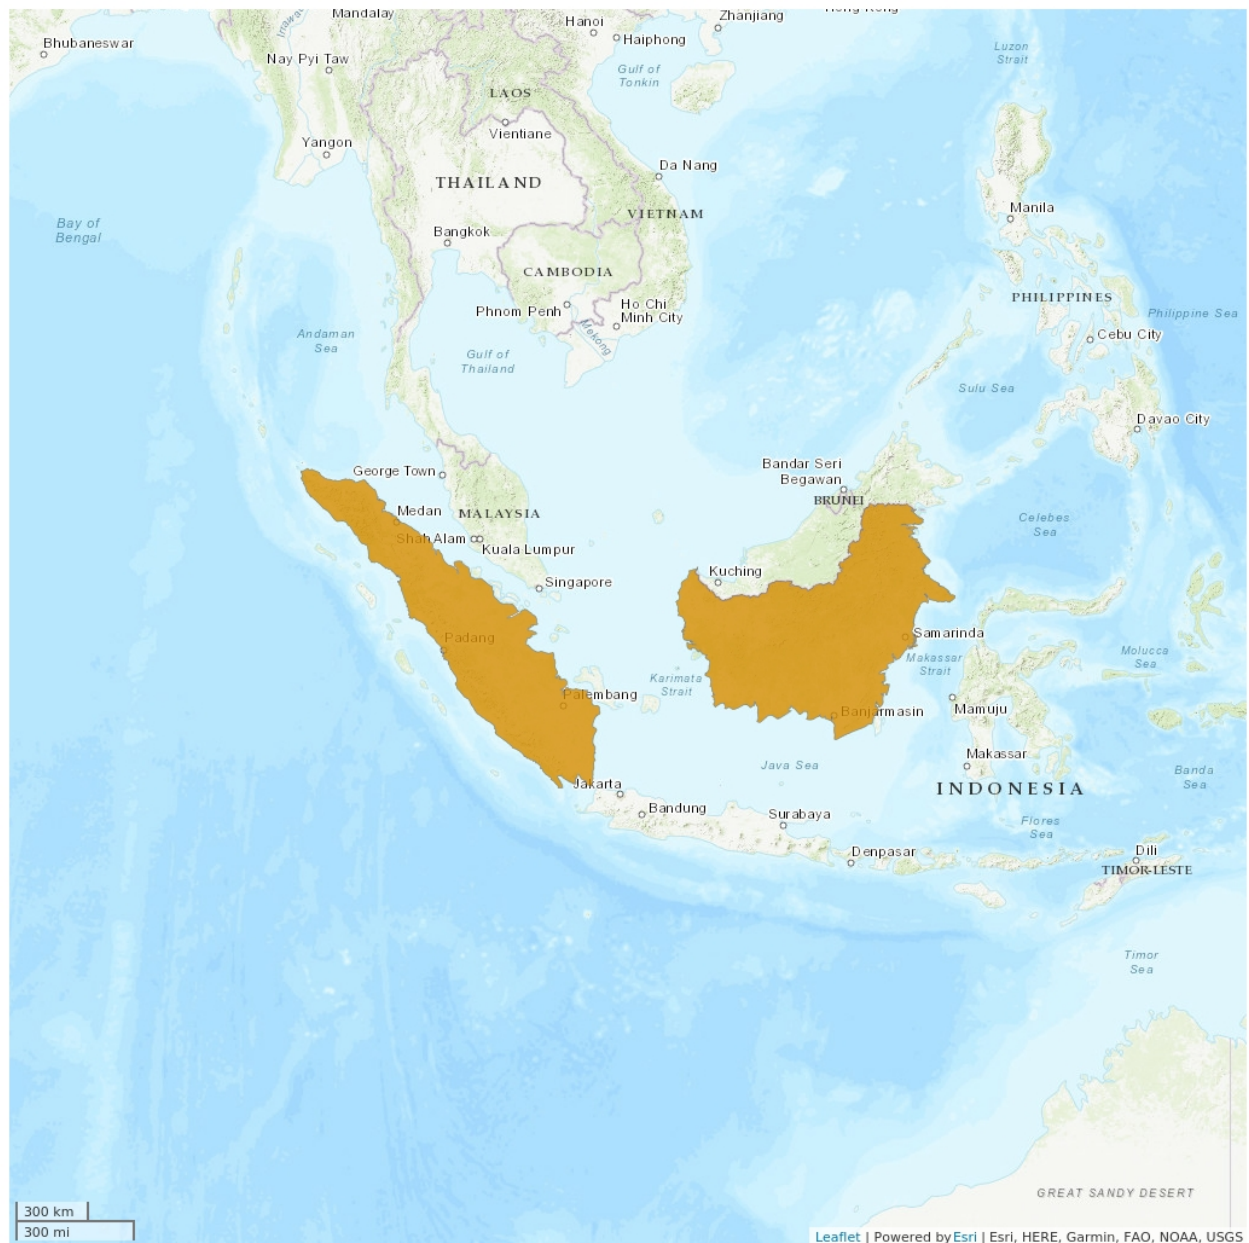 Mandalay
Irrawa
Bhubaneswar
Nay Pyi Taw
Hanoi
Haiphong
Zhanjiang
Gulf of
Tonkin
Luzon
Strait
LAOS
Vientiane
Yangon
THAILAND
Da Nang
VIETNAM
Manila
Bay of
Bengal
Bangkok
CAMBODIA
PHILIPPINES
Phnom Penh
Ho Chi
Minh City
Mekong
Philippine Sea
Andaman
Sea
Gulf of
Thailand
Cebu City
Sulu Sea
Davao City
George Town
Bandar Seri
Begawan
BRUNEI
Medan
MALAYSIA
Celebes
Sea
Shah Alam
Kuala Lumpur
Kuching
Singapore
Padang
Samarinda
Makassar
Strait
Molucca
Sea
Karimata
Strait
Palembang
Banjarmasin
Mamuju
Makassar
Java Sea
Banda
Sea
Jakarta
INDONESIA
Bandung
Surabaya
Flores
Sea
Denpasar
Dili
TIMOR-LESTE
Timor
Sea
GREAT SANDY DESERT
300 km
300 mi
Leaflet | Powered by Esri | Esri, HERE, Garmin, FAO, NOAA, USGS